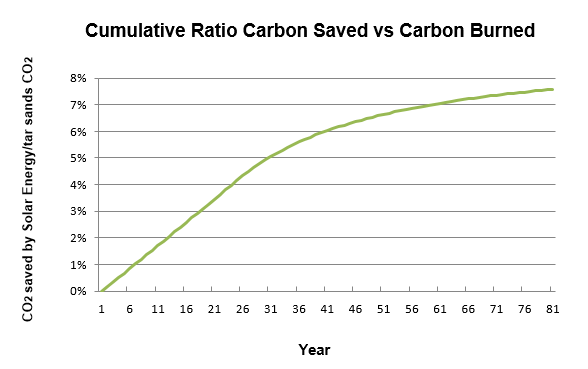 Cumulative Ratio Carbon Saved vs Carbon Burned
CO2 saved by Solar Energy/tar sands CO2
8%
7%
6%
5%
4%
3%
2%
1%
0%
1 6 11 16 21 26 31 36 41 46 51 56 61 66 71 76 81
Year